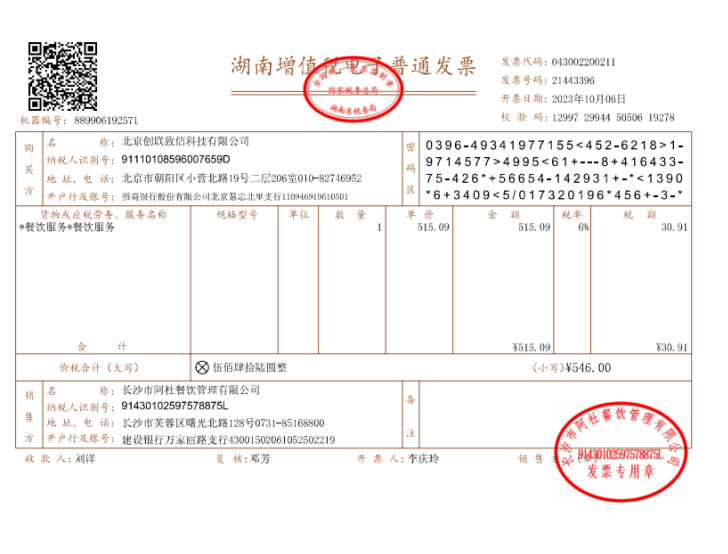 湖南增值税电子普通发票
全国统一发票监制章
国家税务总局
湖南省税务局
发票代码: 043002200211
发票号码: 21443396
开票日期: 2023年10月06日
校 验 码: 12997 29944 50506 19278
机器编号: 889906192571
购买方
名 称: 北京创联致信科技有限公司
纳税人识别号: 91110108596007659D
地 址、电 话: 北京市朝阳区小营北路19号二层206室010-82746952
开户行及账号: 招商银行股份有限公司北京慧忠北里支行110946919610501
密码区
0396-49341977155<452-6218>1-
9714577>4995<61+---8+416433-
75-426*+56654-142931+-*<1390
*6+3409<5/017320196*456+-3-*
货物或应税劳务、服务名称 规格型号 单位 数 量 单 价 金 额 税率 税 额
*餐饮服务*餐饮服务 1 515.09 515.09 6% 30.91
合 计 ¥515.09 ¥30.91
价税合计(大写) ⊗伍佰肆拾陆圆整 (小写)¥546.00
销售方
名 称: 长沙市阿杜餐饮管理有限公司
纳税人识别号: 91430102597578875L
地 址、电 话: 长沙市芙蓉区曙光北路128号0731-85168800
开户行及账号: 建设银行万家丽路支行43001502061052502219
备注
收 款 人: 刘洋 复 核: 邓芳 开 票 人: 李庆玲 销 售 方:(章)
长沙市阿杜餐饮管理有限公司
91430102597578875L
发票专用章